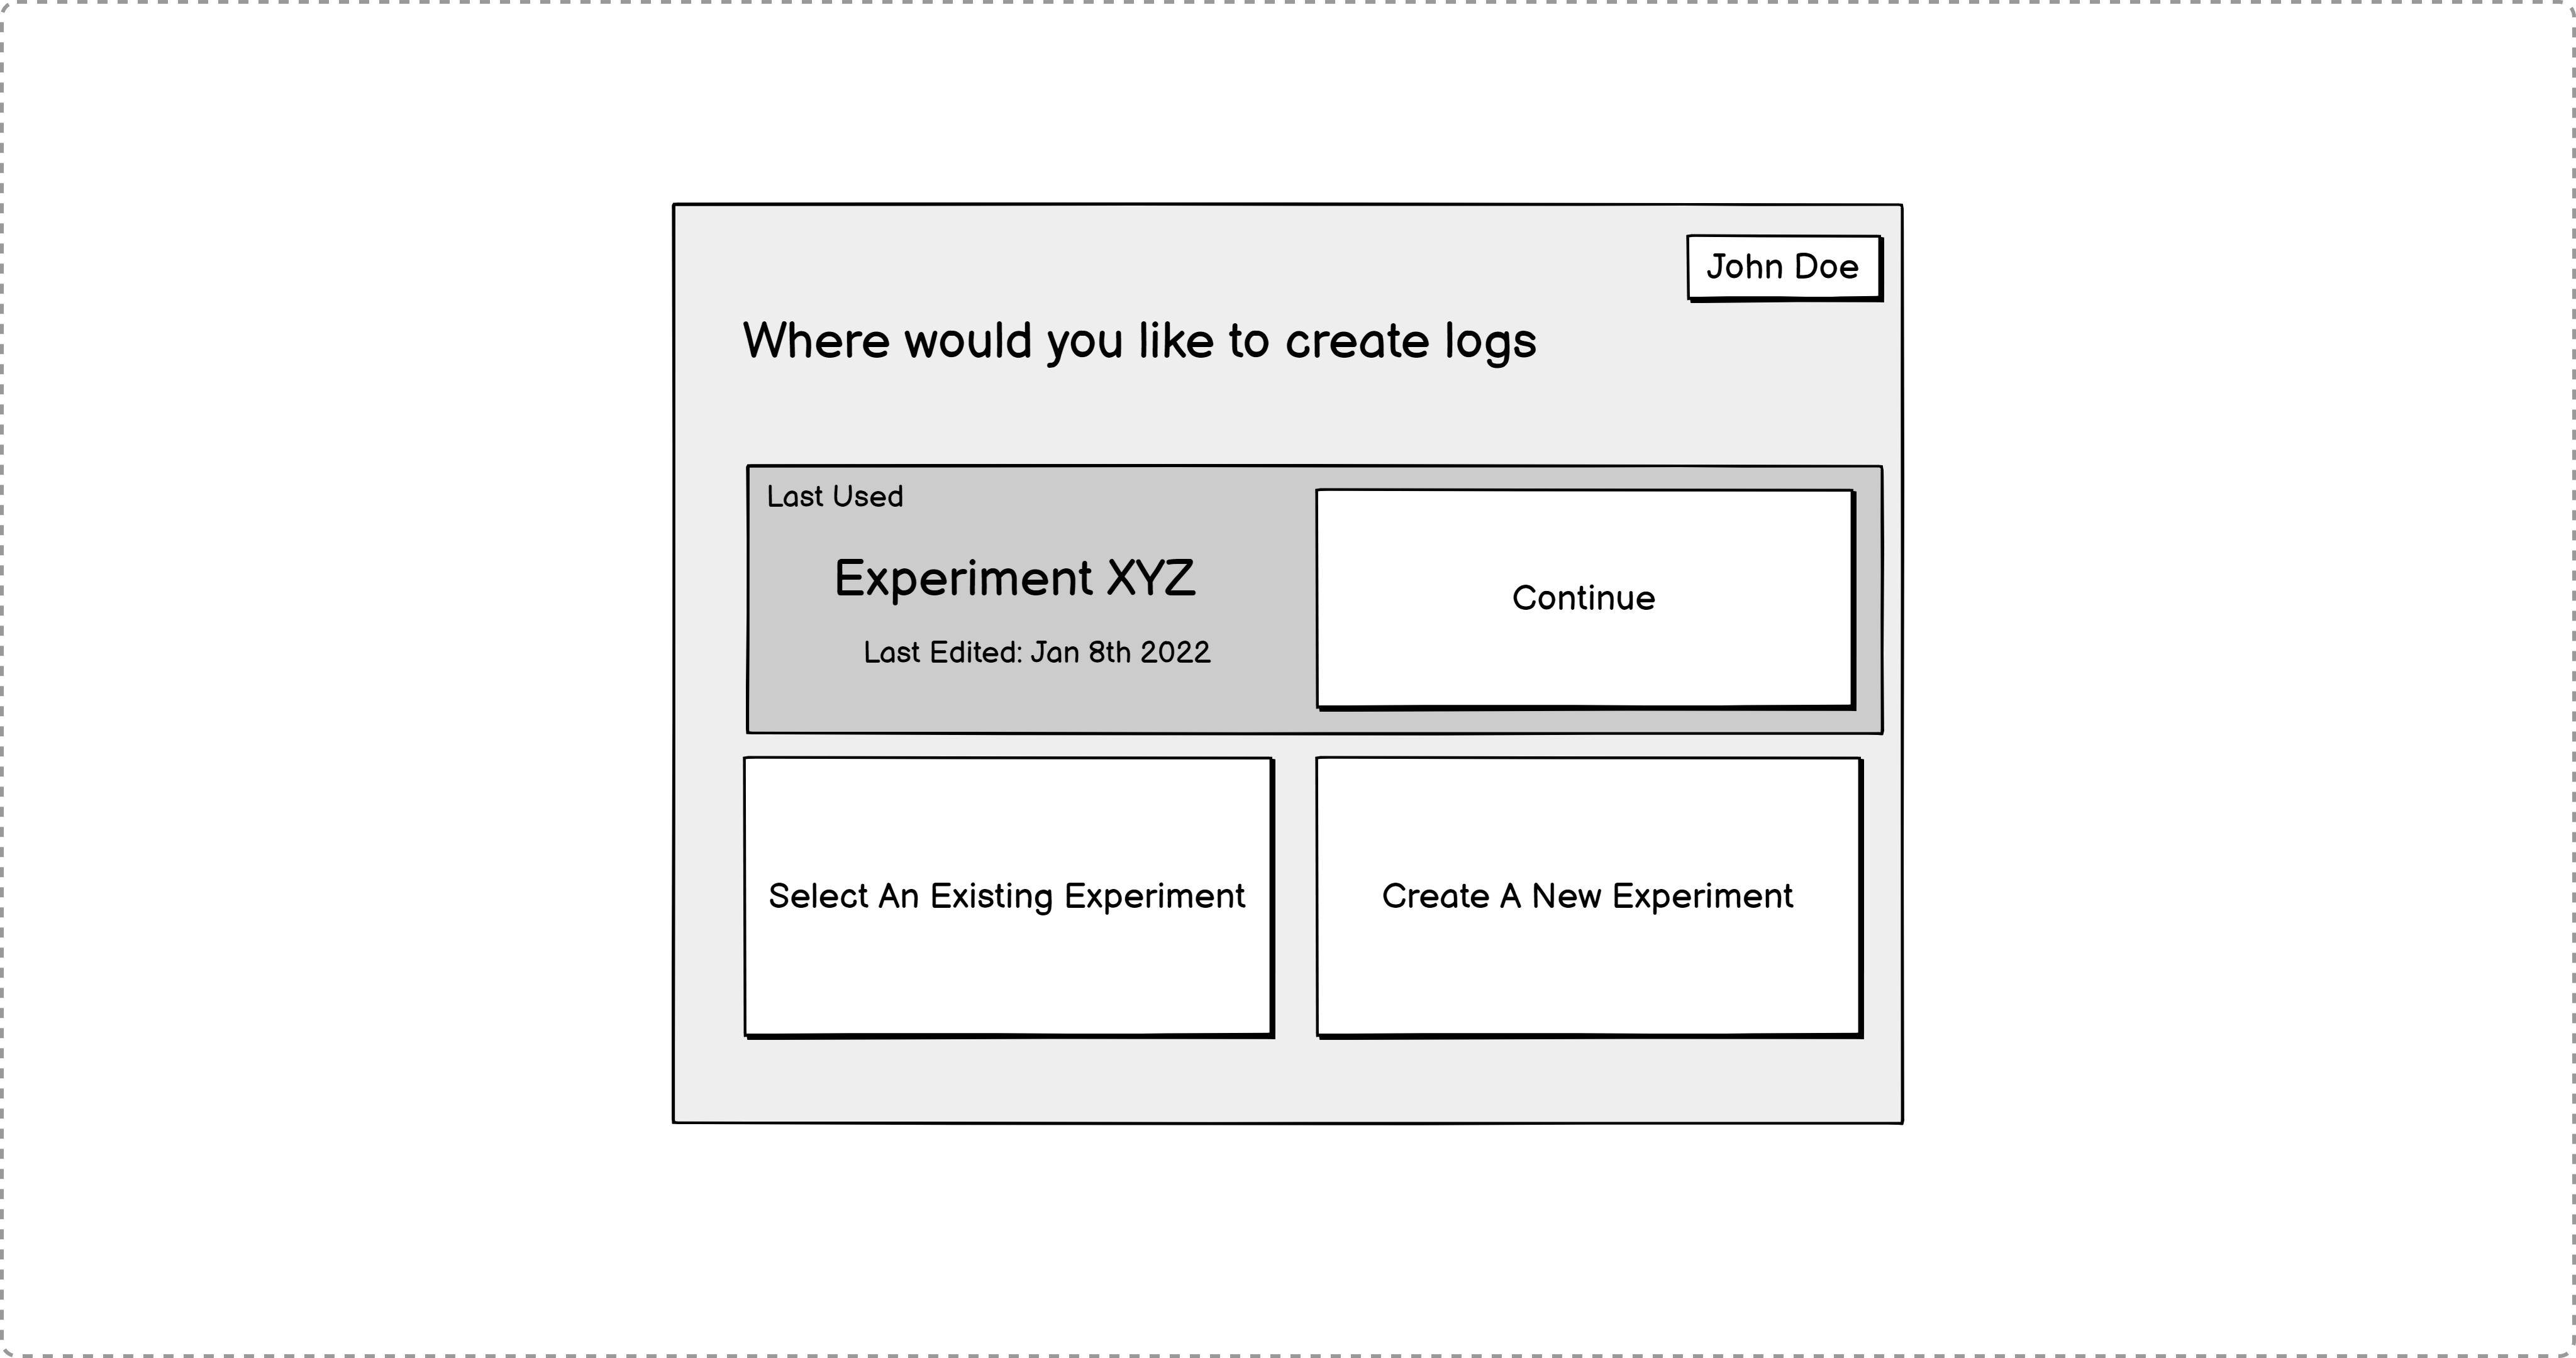 John Doe
Where would you like to create logs
Last Used
Experiment XYZ
Last Edited: Jan 8th 2022
Continue
Select An Existing Experiment
Create A New Experiment